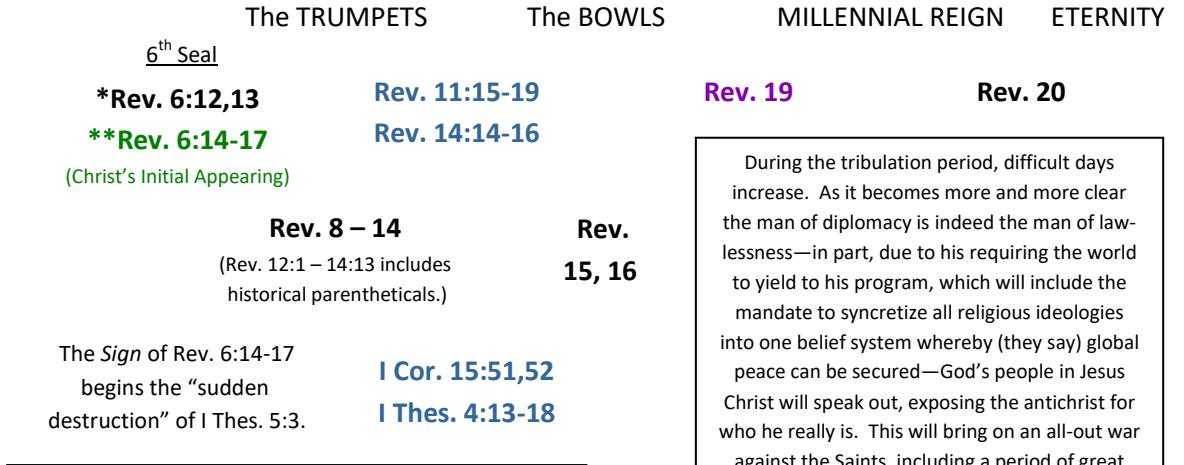 The TRUMPETS The BOWLS MILLENNIAL REIGN ETERNITY
6th Seal
*Rev. 6:12,13 Rev. 11:15-19 Rev. 19 Rev. 20
**Rev. 6:14-17 Rev. 14:14-16
(Christ's Initial Appearing)
Rev. 8 – 14
(Rev. 12:1 – 14:13 includes
historical parentheticals.)
Rev.
15, 16
The Sign of Rev. 6:14-17
begins the “sudden
destruction” of I Thes. 5:3.
I Cor. 15:51,52
I Thes. 4:13-18
During the tribulation period, difficult days
increase. As it becomes more and more clear
the man of diplomacy is indeed the man of law-
lessness—in part, due to his requiring the world
to yield to his program, which will include the
mandate to syncretize all religious ideologies
into one belief system whereby (they say) global
peace can be secured—God’s people in Jesus
Christ will speak out, exposing the antichrist for
who he really is. This will bring on an all-out war
against the Saints, including a period of great